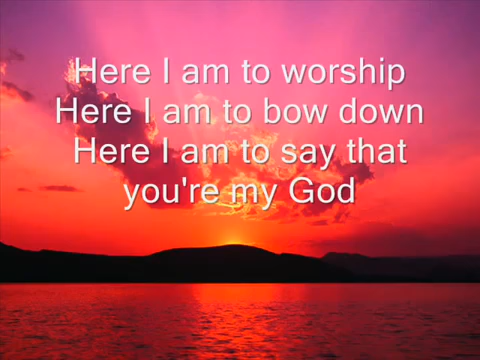 Here I am to worship
Here I am to bow down
Here I am to say that
you're my God